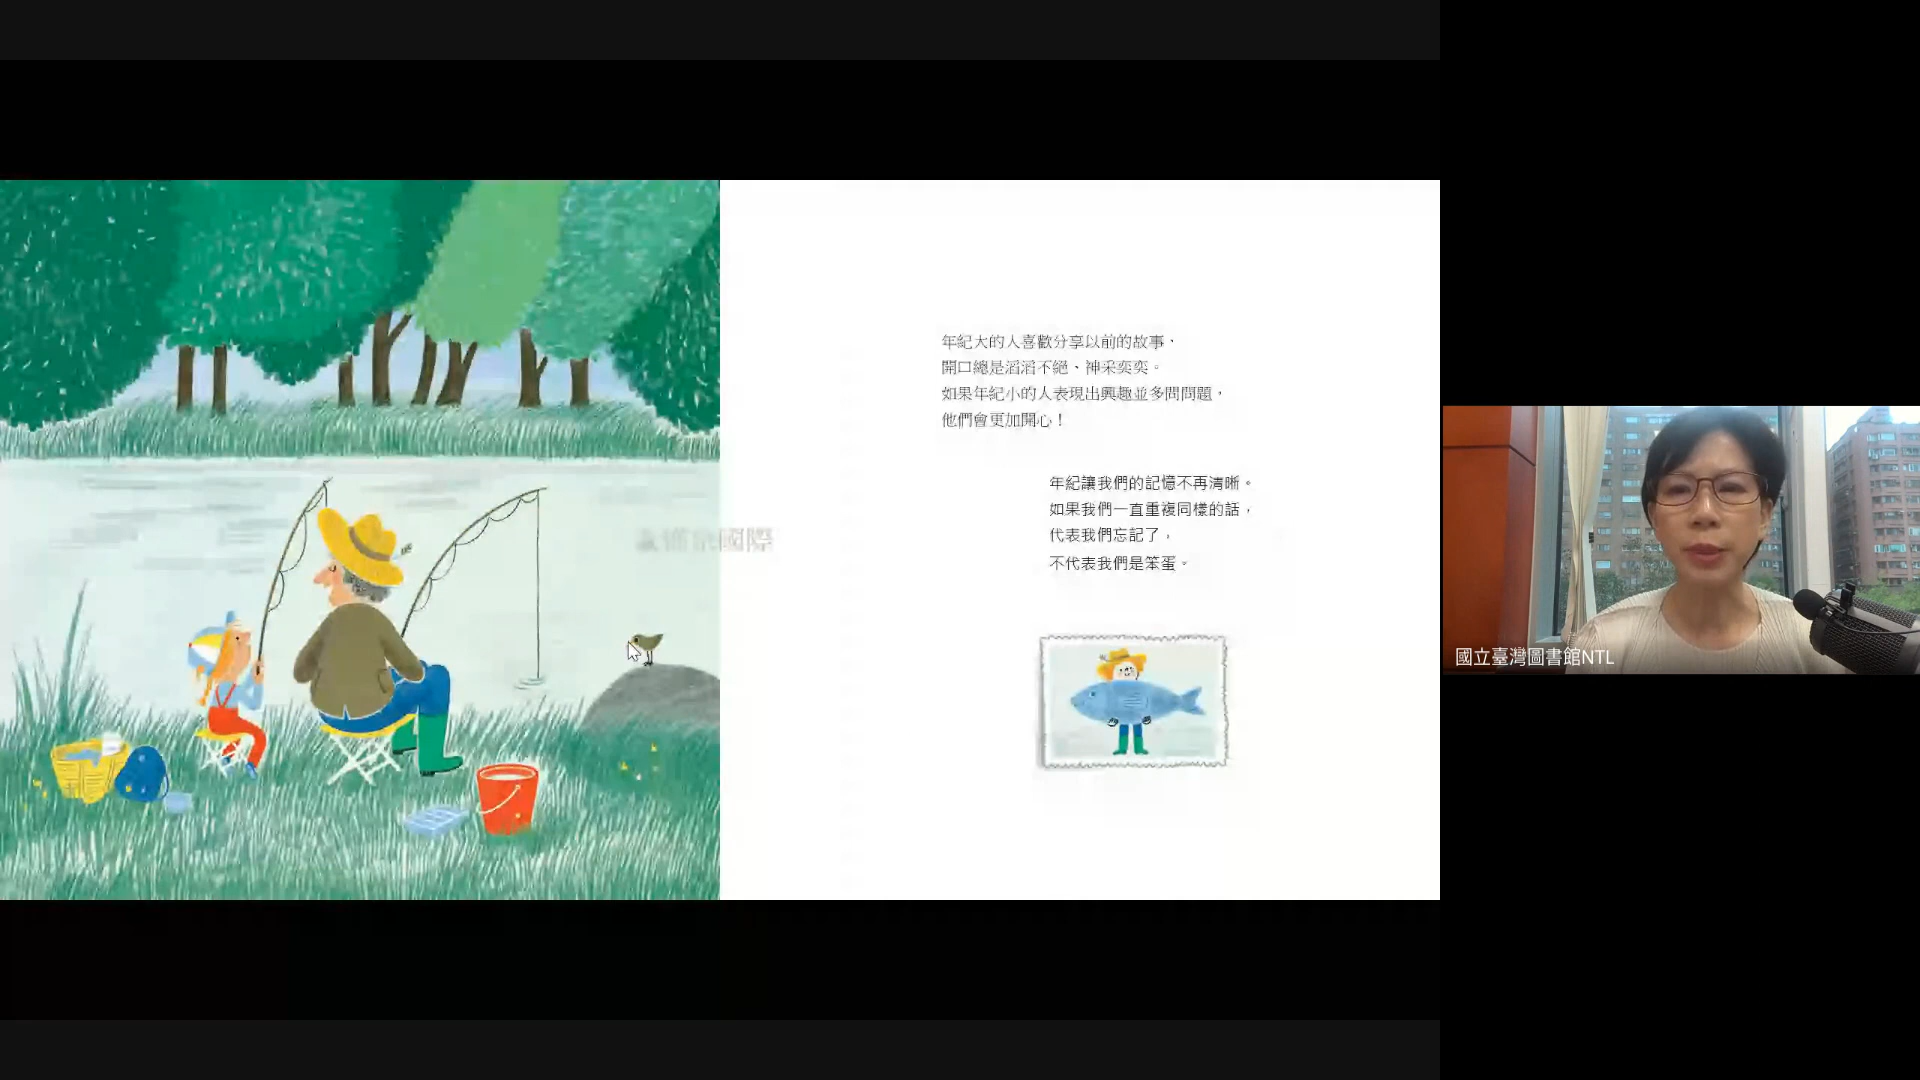 年紀大的人喜歡分享以前的故事、
開口總是滔滔不絕、神采奕奕。
如果年紀小的人表現出興趣並多問問題，
他們會更加開心！
年紀讓我們的記憶不再清晰。
如果我們一直重複同樣的話，
代表我們忘記了，
不代表我們是笨蛋。
國際
國立臺灣圖書館NTL